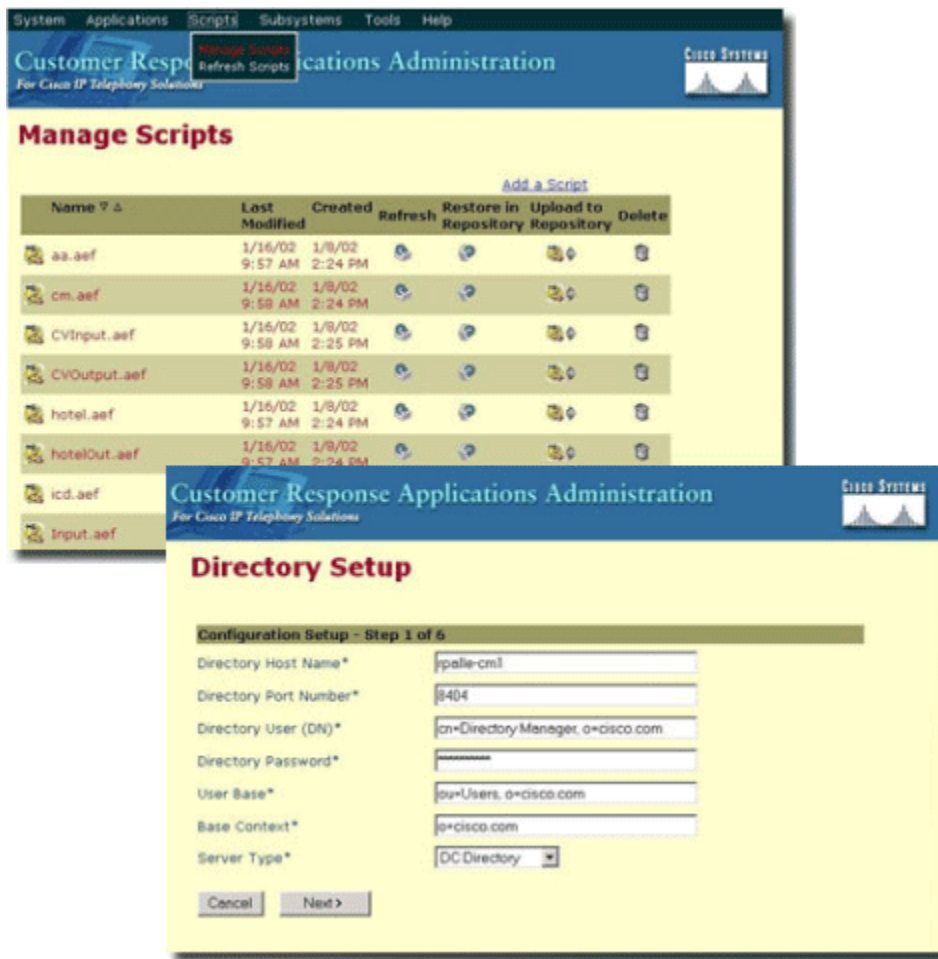 System Applications Scripts Subsystems Tools Help
Manage Scripts
Refresh Scripts
Customer Resp ications Administration
For Cisco IP Telephony Solutions
CISCO SYSTEMS
Manage Scripts
Add a Script
Name Last Modified Created Refresh Restore in Repository Upload to Repository Delete
aa.aef 1/16/02 9:57 AM 1/8/02 2:24 PM
cm.aef 1/16/02 9:58 AM 1/8/02 2:24 PM
CVInput.aef 1/16/02 9:58 AM 1/8/02 2:25 PM
CVOutput.aef 1/16/02 9:58 AM 1/8/02 2:25 PM
hotel.aef 1/16/02 9:57 AM 1/8/02 2:24 PM
hotelOut.aef 1/16/02 9:57 AM 1/8/02 2:24 PM
icd.aef
Input.aef
Customer Response Applications Administration
For Cisco IP Telephony Solutions
CISCO SYSTEMS
Directory Setup
Configuration Setup - Step 1 of 6
Directory Host Name* rpalle-cm1
Directory Port Number* 8404
Directory User (DN)* cn=Directory Manager, o=cisco.com
Directory Password* **********
User Base* ou=Users, o=cisco.com
Base Context* o=cisco.com
Server Type* DC Directory
Cancel Next >